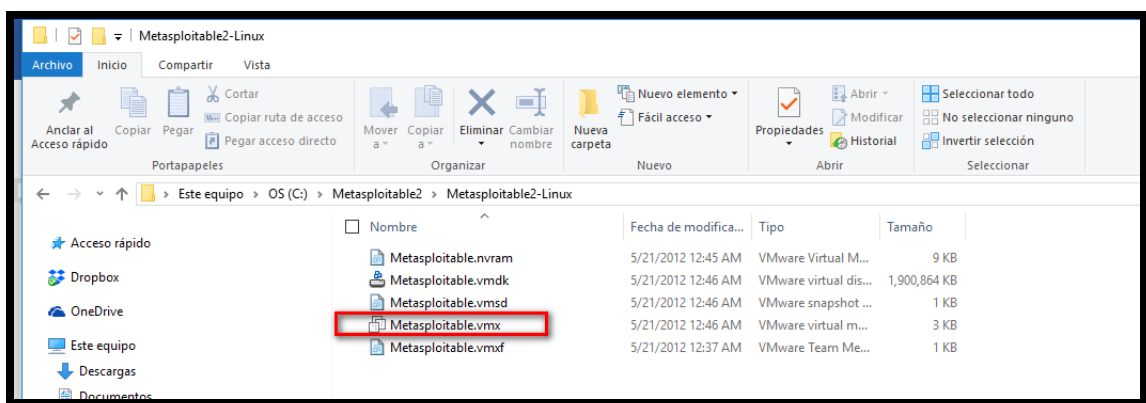 Metasploitable2-Linux
Archivo Inicio Compartir Vista
Anclar al Acceso rápido
Copiar
Pegar
Cortar
Copiar ruta de acceso
Pegar acceso directo
Portapapeles
Mover a
Copiar a
Eliminar
Cambiar nombre
Organizar
Nueva carpeta
Nuevo elemento
Fácil acceso
Nuevo
Propiedades
Abrir
Modificar
Historial
Abrir
Seleccionar todo
No seleccionar ninguno
Invertir selección
Seleccionar
Este equipo > OS (C:) > Metasploitable2 > Metasploitable2-Linux
Acceso rápido
Dropbox
OneDrive
Este equipo
Descargas
Documentos
Nombre Fecha de modifica... Tipo Tamaño
Metasploitable.nvram 5/21/2012 12:45 AM VMware Virtual M... 9 KB
Metasploitable.vmdk 5/21/2012 12:46 AM VMware virtual dis... 1,900,864 KB
Metasploitable.vmsd 5/21/2012 12:46 AM VMware snapshot ... 1 KB
Metasploitable.vmx 5/21/2012 12:46 AM VMware virtual m... 3 KB
Metasploitable.vmxf 5/21/2012 12:37 AM VMware Team Me... 1 KB